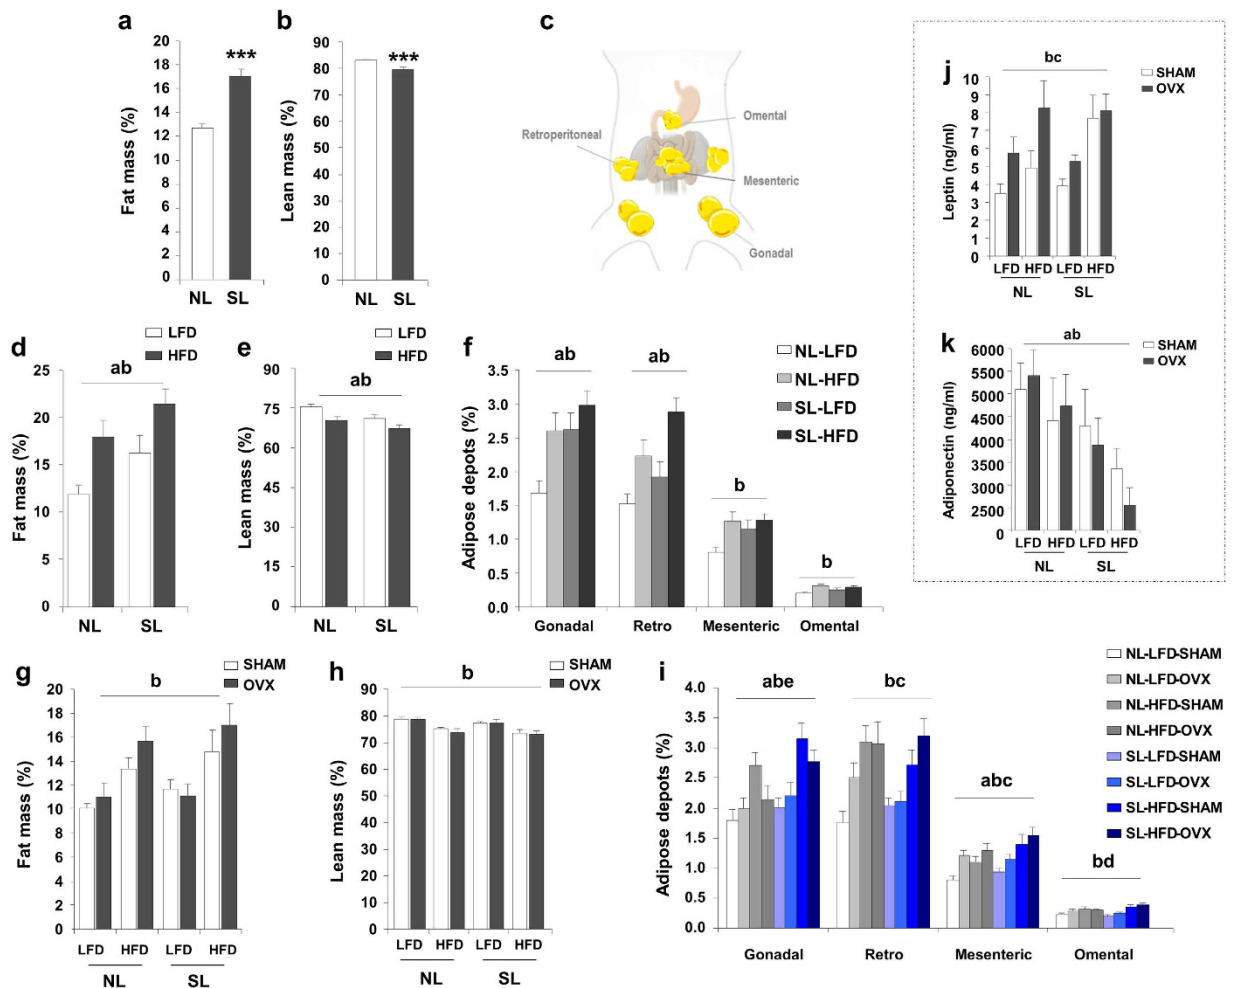 a
Fat mass (%)
20
18
16
14
12
10
8
6
4
2
0
***
NL SL
b
Lean mass (%)
90
80
70
60
50
40
30
20
10
0
***
NL SL
c
Omental
Retroperitoneal
Mesenteric
Gonadal
j
bc
SHAM
OVX
Leptin (ng/ml)
10
9
8
7
6
5
4
3
2
1
0
LFD HFD LFD HFD
NL SL
k
ab
SHAM
OVX
Adiponectin (ng/ml)
6000
5500
5000
4500
4000
3500
3000
2500
0
LFD HFD LFD HFD
NL SL
d
LFD
HFD
ab
Fat mass (%)
25
20
15
10
5
0
NL SL
e
LFD
HFD
ab
Lean mass (%)
90
75
60
45
30
15
0
NL SL
f
ab ab b b
NL-LFD
NL-HFD
SL-LFD
SL-HFD
Adipose depots (%)
3.5
3.0
2.5
2.0
1.5
1.0
0.5
0.0
Gonadal Retro Mesenteric Omental
g
SHAM
OVX
b
Fat mass (%)
20
18
16
14
12
10
8
6
4
2
0
LFD HFD LFD HFD
NL SL
h
SHAM
OVX
b
Lean mass (%)
90
80
70
60
50
40
30
20
10
0
LFD HFD LFD HFD
NL SL
i
NL-LFD-SHAM
NL-LFD-OVX
NL-HFD-SHAM
NL-HFD-OVX
SL-LFD-SHAM
SL-LFD-OVX
SL-HFD-SHAM
SL-HFD-OVX
abe bc abc bd
Adipose depots (%)
4.0
3.5
3.0
2.5
2.0
1.5
1.0
0.5
0.0
Gonadal Retro Mesenteric Omental